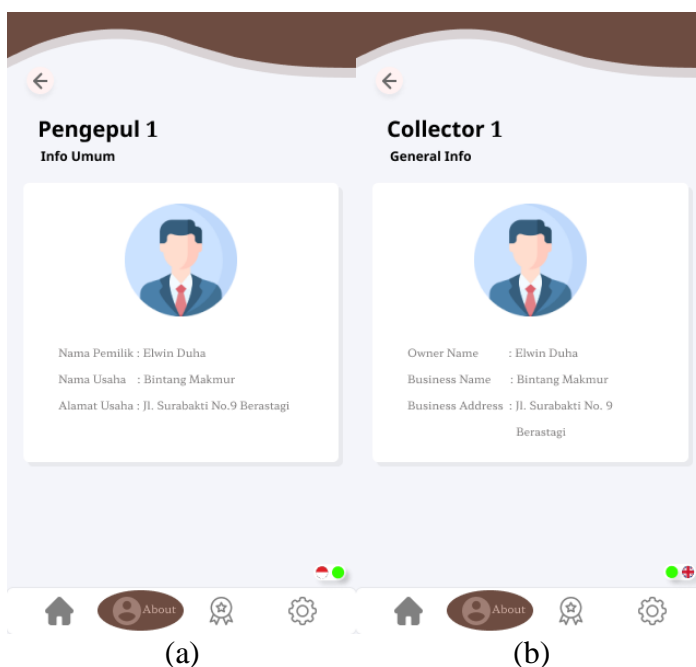 Pengepul 1
Info Umum
Nama Pemilik : Elwin Duha
Nama Usaha : Bintang Makmur
Alamat Usaha : Jl. Surabakti No.9 Berastagi
About
(a)
Collector 1
General Info
Owner Name : Elwin Duha
Business Name : Bintang Makmur
Business Address : Jl. Surabakti No. 9
Berastagi
About
(b)